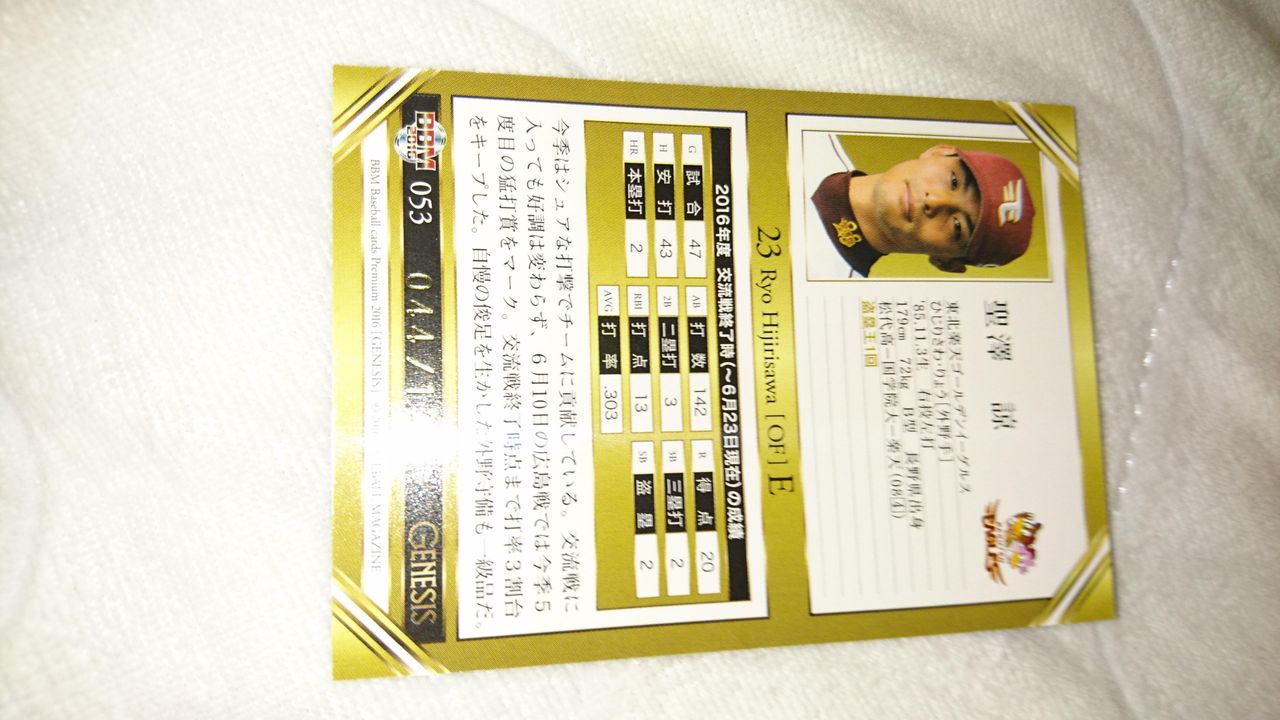 聖澤 諒
東北楽天ゴールデンイーグルス
ひじりさわ・りょう［外野手］
'85.11.3生 右投左打
179cm 72kg B型 長野県出身
松代高－国学院大－楽天(08④)
盗塁王1回
EAGLES
23 Ryo Hijirisawa [OF] E
2016年度 交流戦終了時(～6月23日現在)の成績
G 試合 47 AB 打数 142 R 得点 20
H 安打 43 2B 二塁打 3 3B 三塁打 2
HR 本塁打 2 RBI 打点 13 SB 盗塁 2
AVG 打率 .303
今季はシュアな打撃でチームに貢献している。交流戦に
入っても好調は変わらず、6月10日の広島戦では今季5
度目の猛打賞をマーク。交流戦終了時点まで打率3割台
をキープした。自慢の俊足を生かした外野守備も一級品だ。
BBM 2016 053 044/1 GENESIS
BBM Baseball cards Premium 2016 [GENESIS] BALL MAGAZINE